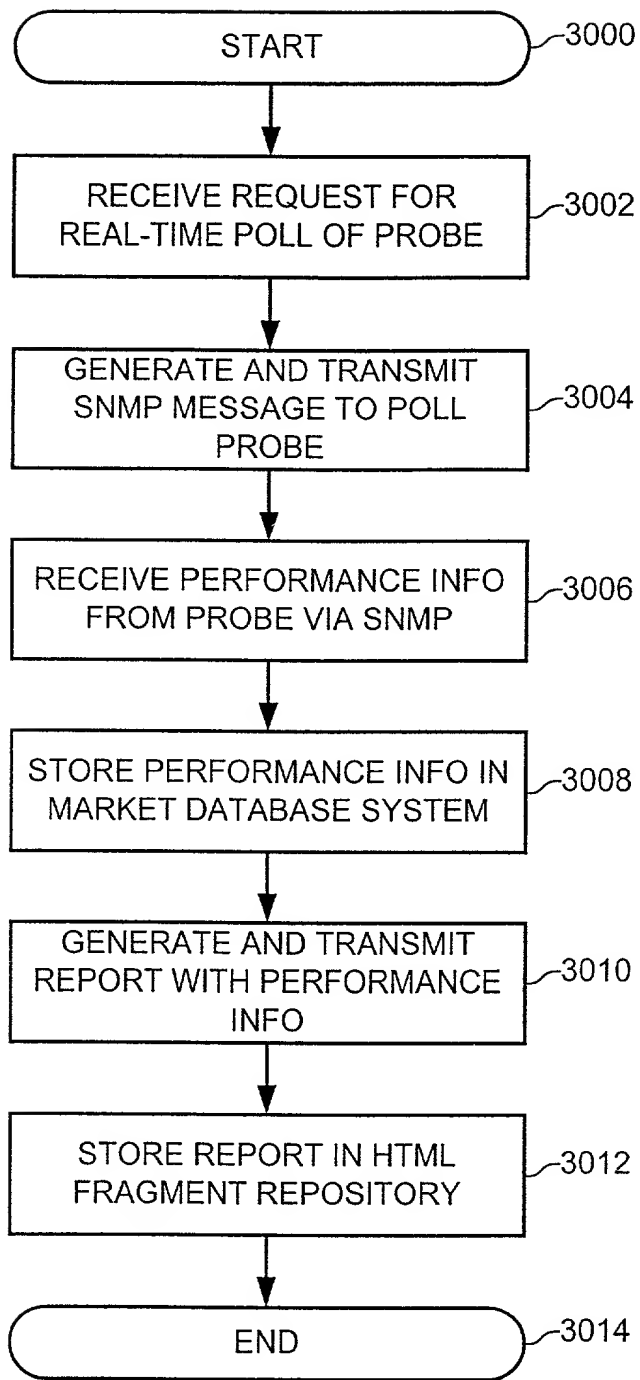 START
3000
RECEIVE REQUEST FOR
REAL-TIME POLL OF PROBE
3002
GENERATE AND TRANSMIT
SNMP MESSAGE TO POLL
PROBE
3004
RECEIVE PERFORMANCE INFO
FROM PROBE VIA SNMP
3006
STORE PERFORMANCE INFO IN
MARKET DATABASE SYSTEM
3008
GENERATE AND TRANSMIT
REPORT WITH PERFORMANCE
INFO
3010
STORE REPORT IN HTML
FRAGMENT REPOSITORY
3012
END
3014